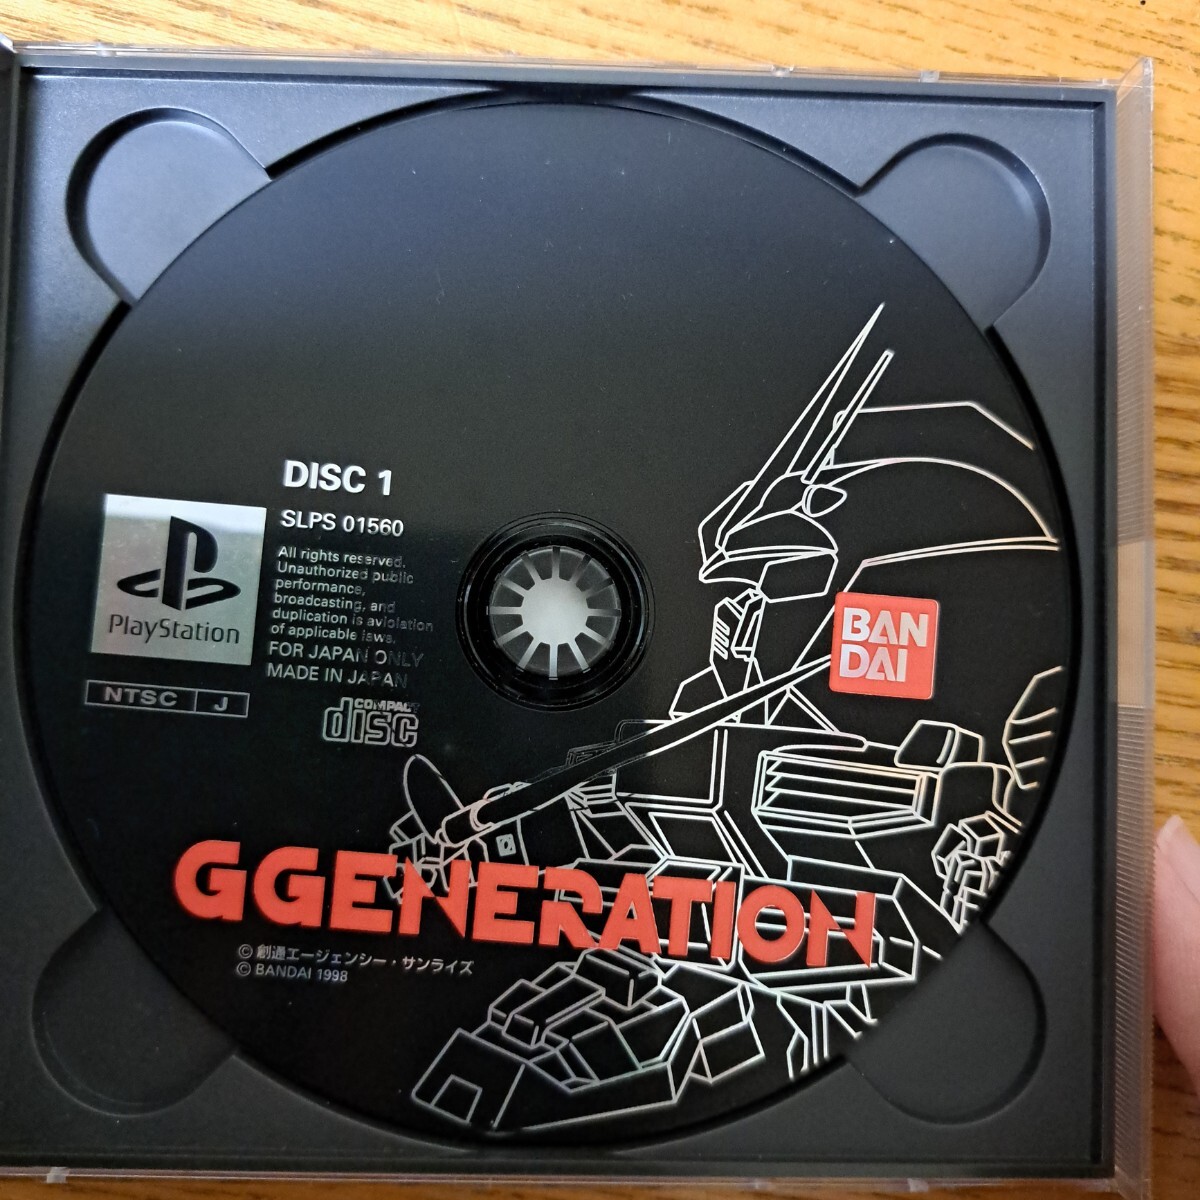 DISC 1
SLPS 01560
All rights reserved.
Unauthorized public
performance,
broadcasting, and
duplication is aviolation
of applicable laws.
FOR JAPAN ONLY
MADE IN JAPAN
PlayStation
NTSC J
COMPACT
disc
BAN
DAI
GGENERATION
© 創通エージェンシー・サンライズ
© BANDAI 1998